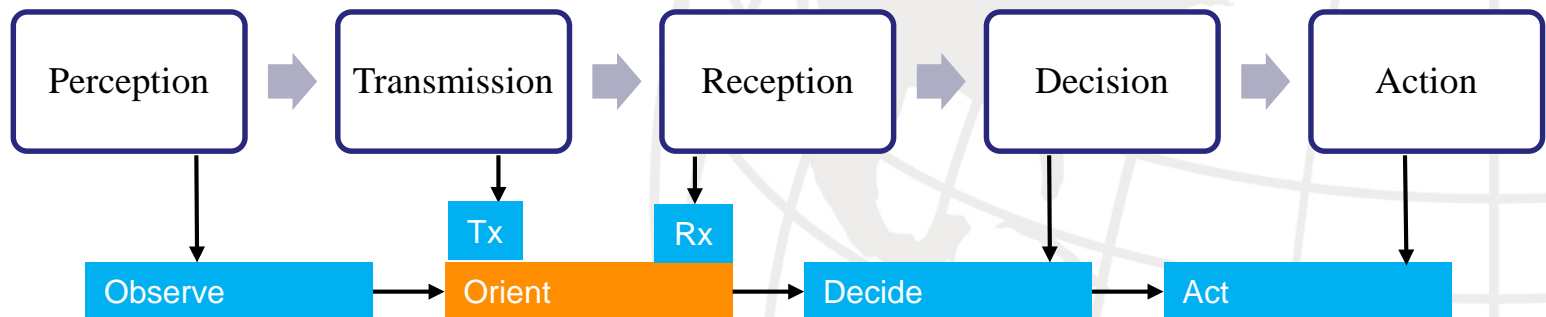 Perception
Transmission
Reception
Decision
Action
Tx
Rx
Observe
Orient
Decide
Act